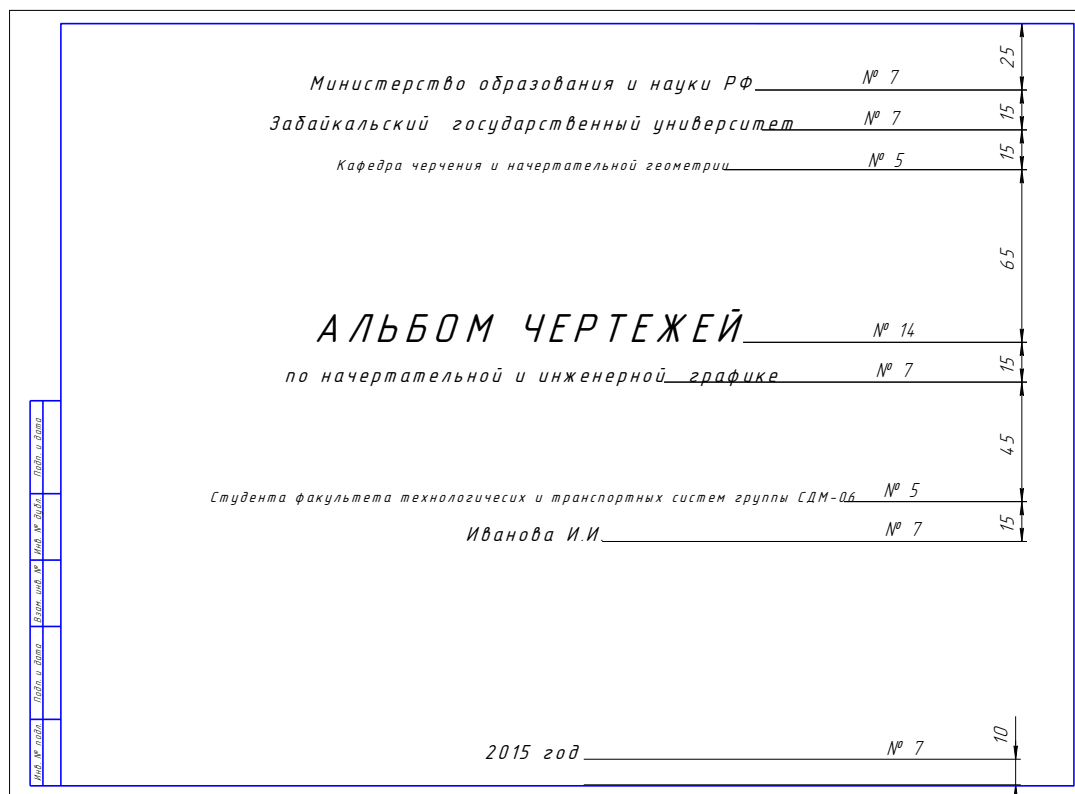 25
Министерство образования и науки РФ № 7
15
Забайкальский государственный университет № 7
15
Кафедра черчения и начертательной геометрии № 5
65
АЛЬБОМ ЧЕРТЕЖЕЙ № 14
15
по начертательной и инженерной графике № 7
45
Студента факультета технологичесих и транспортных систем группы СДМ-06 № 5
15
Иванова И.И. № 7
2015 год № 7
10
Подп. и дата
Инв. № дубл.
Взам. инв. №
Подп. и дата
Инв. № подл.